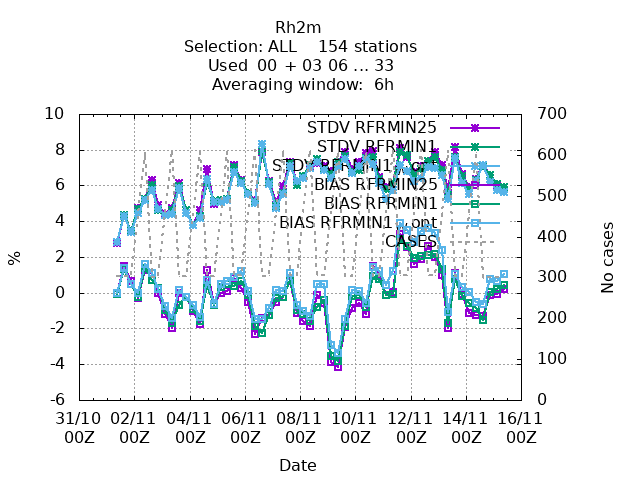 Rh2m
Selection: ALL    154 stations
Used  00 + 03 06 ... 33
Averaging window:  6h
10
8
6
4
2
0
-2
-4
-6
%
700
600
500
400
300
200
100
0
No cases
STDV RFRMIN25
STDV RFRMIN1
STDV RFRMIN1
BIAS RFRMIN25
BIAS RFRMIN1
BIAS RFRMIN1
CASES
31/10 02/11 04/11 06/11 08/11 10/11 12/11 14/11 16/11
00Z 00Z 00Z 00Z 00Z 00Z 00Z 00Z 00Z
Date